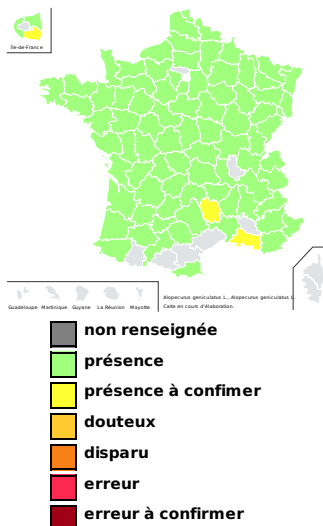 Île-de-France
Guadeloupe Martinique Guyane La Réunion Mayotte
Alopecurus geniculatus L., Alopecurus geniculatus L.
Carte en cours d'élaboration.
non renseignée
présence
présence à confimer
douteux
disparu
erreur
erreur à confirmer